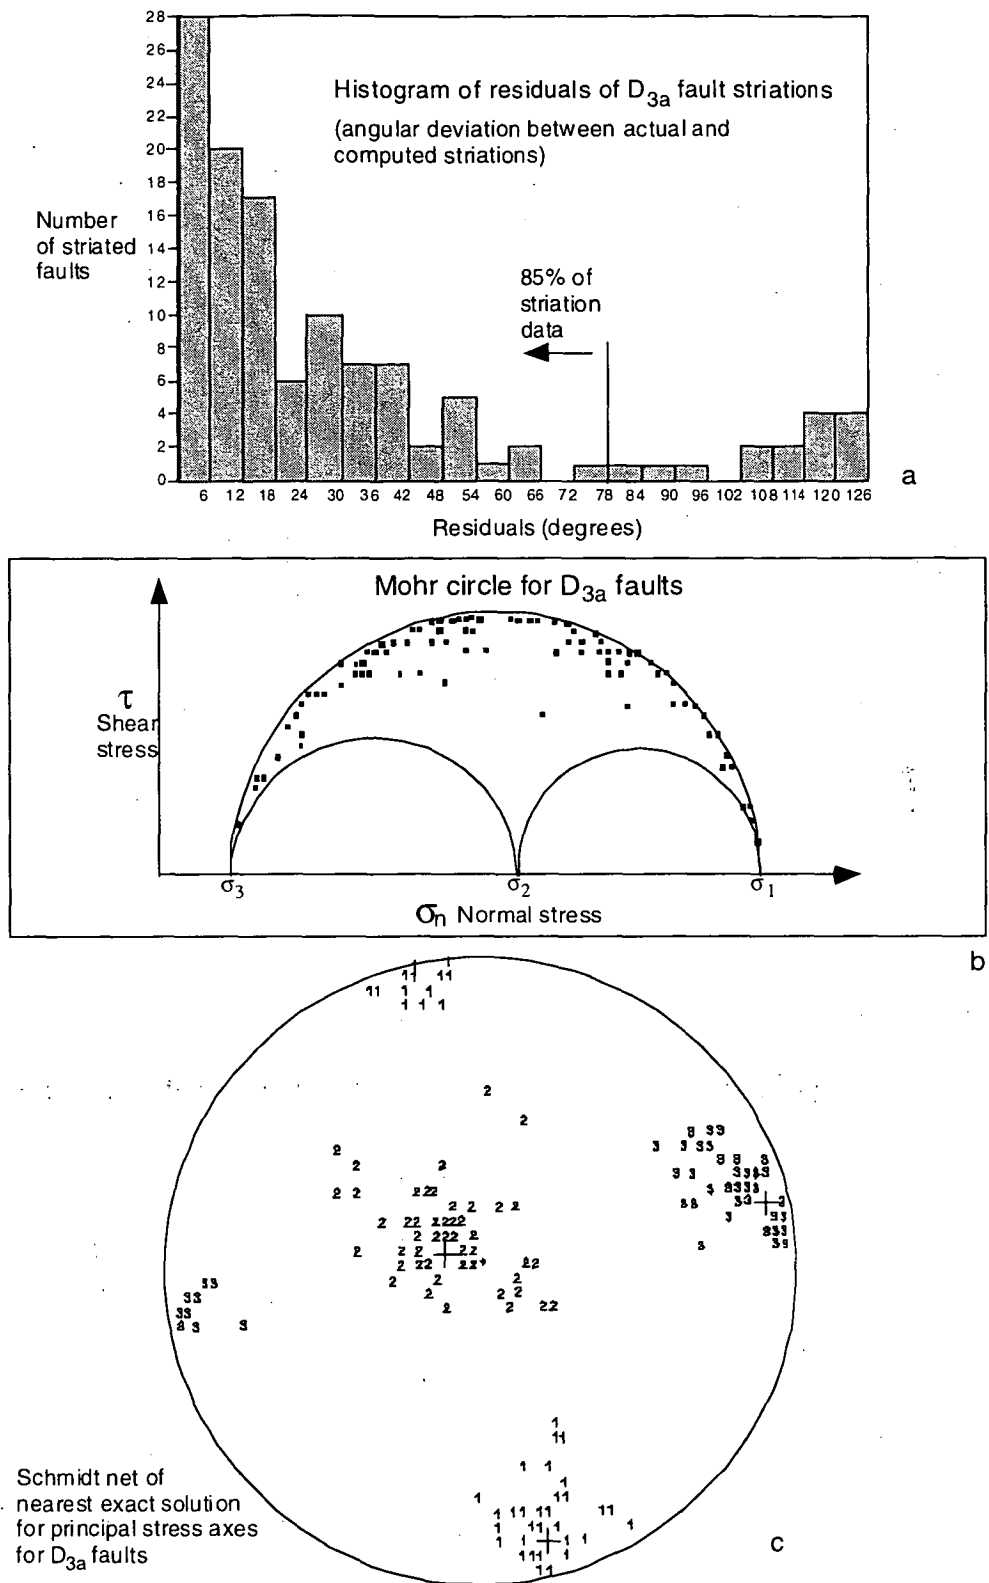 28
26
24
22
20
18
16
14
12
10
8
6
4
2
0
Histogram of residuals of D3a fault striations
(angular deviation between actual and
computed striations)
Number
of striated
faults
85% of
striation
data
6 12 18 24 30 36 42 48 54 60 66 72 78 84 90 96 102 108 114 120 126
Residuals (degrees)
a
Mohr circle for D3a faults
τ
Shear
stress
σ3 σ2 σ1
σn Normal stress
b
Schmidt net of
nearest exact solution
for principal stress axes
for D3a faults
c